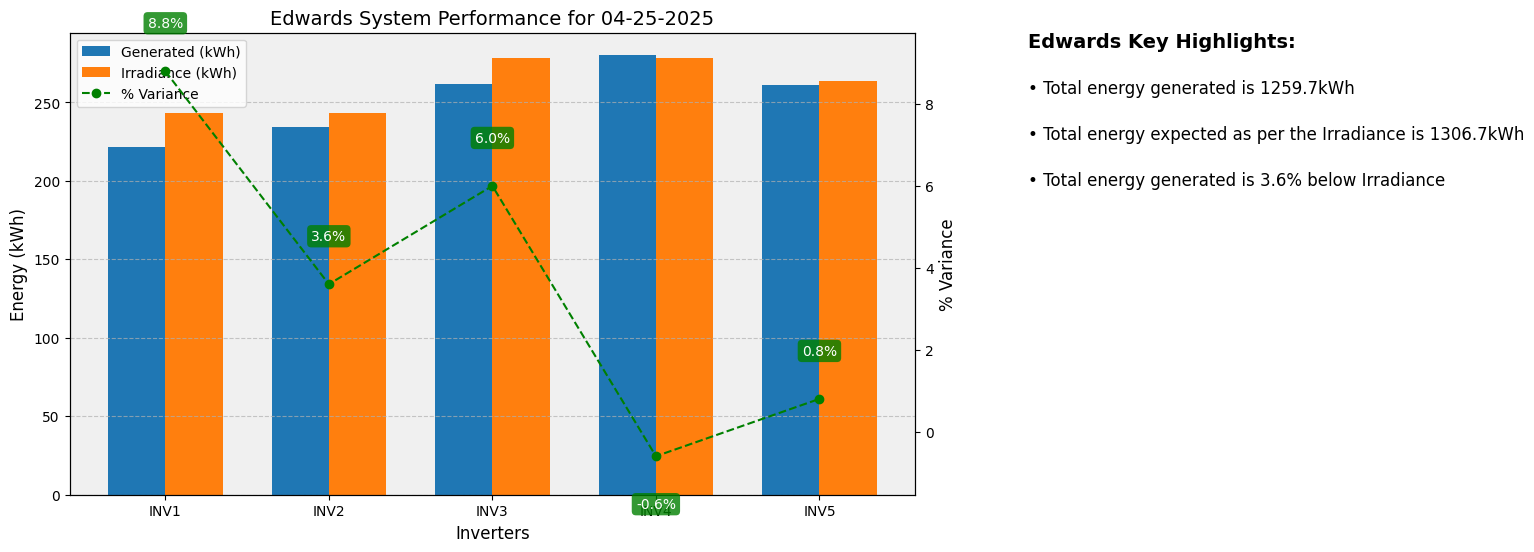 Edwards System Performance for 04-25-2025
Generated (kWh)
Irradiance (kWh)
% Variance
8.8%
3.6%
6.0%
-0.6%
0.8%
Energy (kWh)
250
200
150
100
50
0
INV1
INV2
INV3
INV4
INV5
Inverters
8
6
4
2
0
% Variance
Edwards Key Highlights:
• Total energy generated is 1259.7kWh
• Total energy expected as per the Irradiance is 1306.7kWh
• Total energy generated is 3.6% below Irradiance